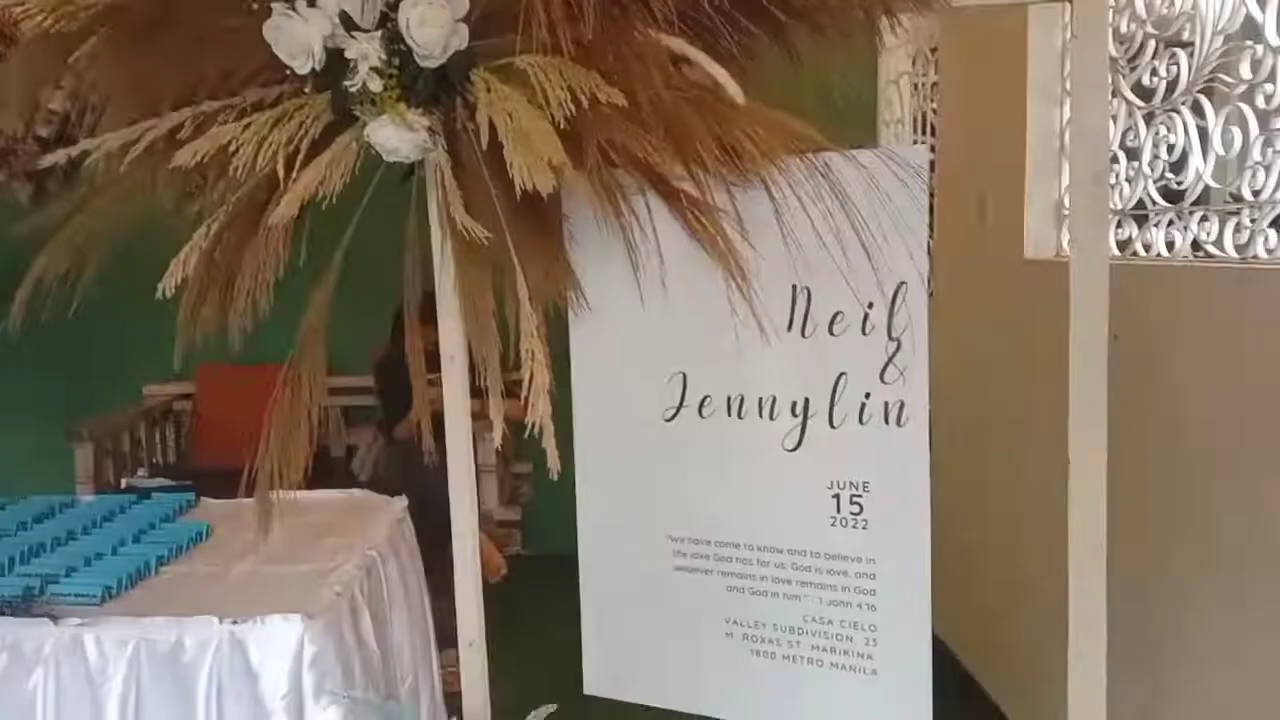 Neil
&
Jennylin
JUNE
15
2022
"We have come to know and to believe in
the love God has for us. God is love, and
whoever remains in love remains in God
and God in him" - 1 John 4:16
CASA CIELO
VALLEY SUBDIVISION, 25
M. ROXAS ST. MARIKINA
1800 METRO MANILA